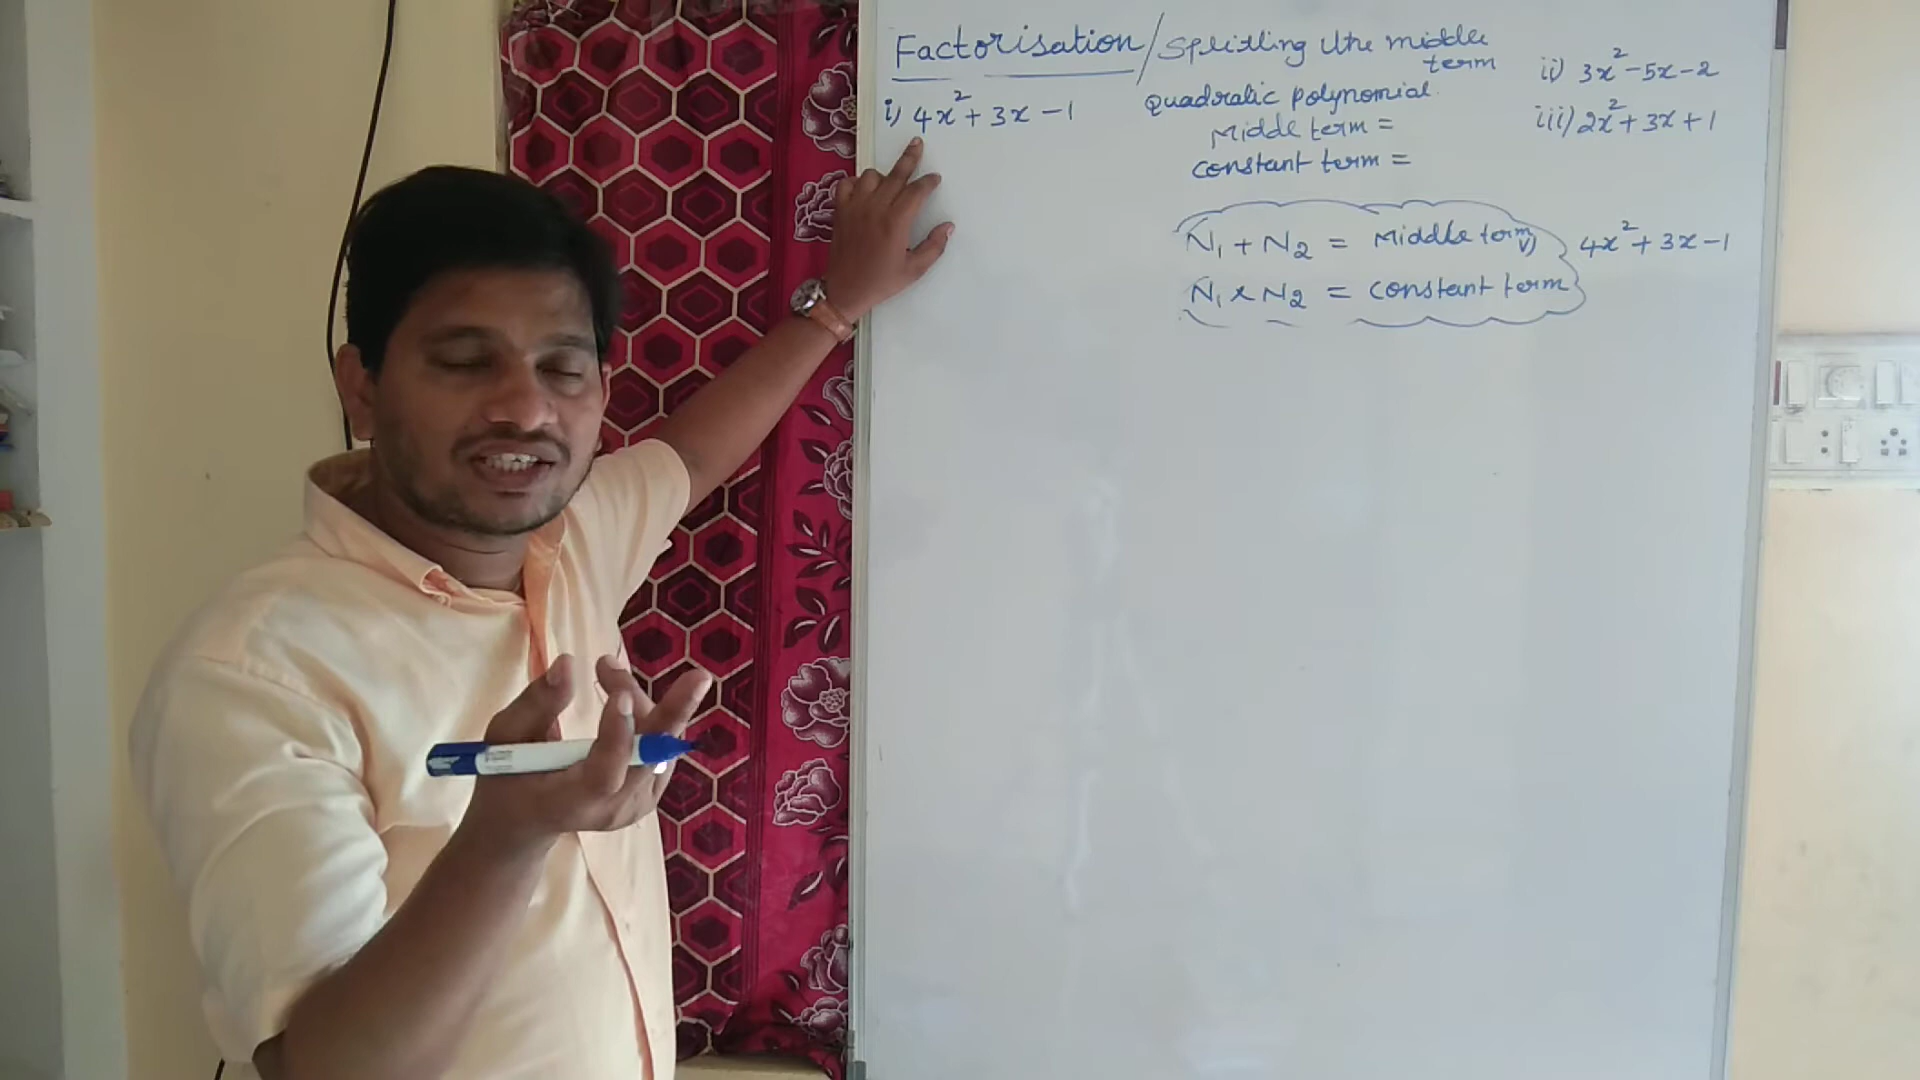 Factorisation/Splitting the middle term
i) 4x² + 3x - 1
Quadratic polynomial.
Middle term =
constant term =
N₁ + N₂ = Middle term
N₁ x N₂ = constant term
ii) 3x² - 5x - 2
iii) 2x² + 3x + 1
v) 4x² + 3x - 1